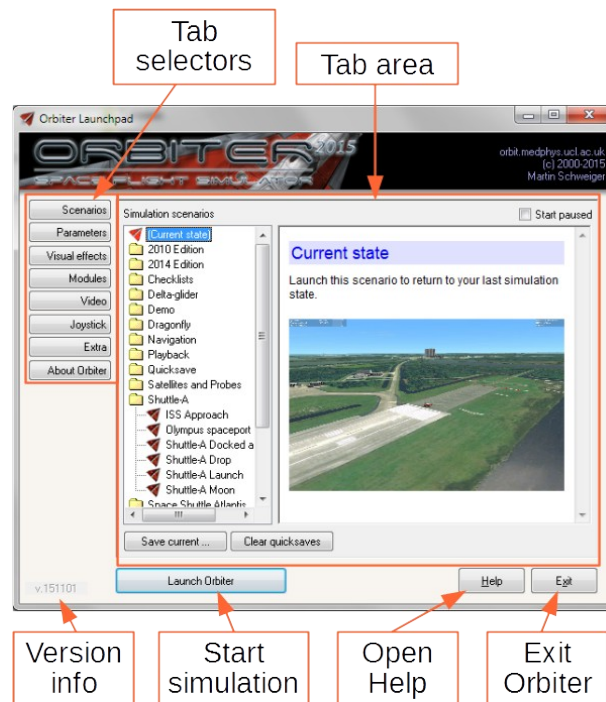 Tab
selectors
Tab area
Orbiter Launchpad
ORBITER 2015
SPACE FLIGHT SIMULATOR
orbit.medphys.ucl.ac.uk
(c) 2000-2015
Martin Schweiger
Scenarios
Parameters
Visual effects
Modules
Video
Joystick
Extra
About Orbiter
Simulation scenarios
Start paused
(Current state)
2010 Edition
2014 Edition
Checklists
Delta-glider
Demo
Dragonfly
Navigation
Playback
Quicksave
Satellites and Probes
Shuttle-A
ISS Approach
Olympus spaceport
Shuttle-A Docked a
Shuttle-A Drop
Shuttle-A Launch
Shuttle-A Moon
Space Shuttle Atlantis
Current state
Launch this scenario to return to your last simulation
state.
Save current ...
Clear quicksaves
v.151101
Launch Orbiter
Help
Exit
Version
info
Start
simulation
Open
Help
Exit
Orbiter